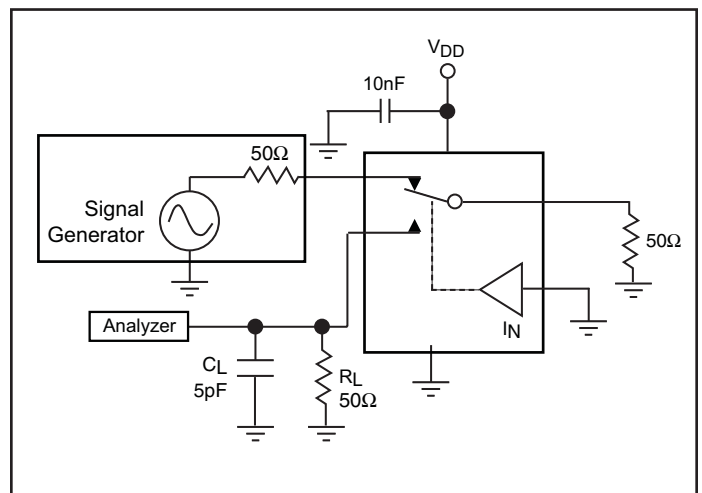 VDD
10nF
50Ω
Signal
Generator
50Ω
IN
Analyzer
CL
5pF
RL
50Ω